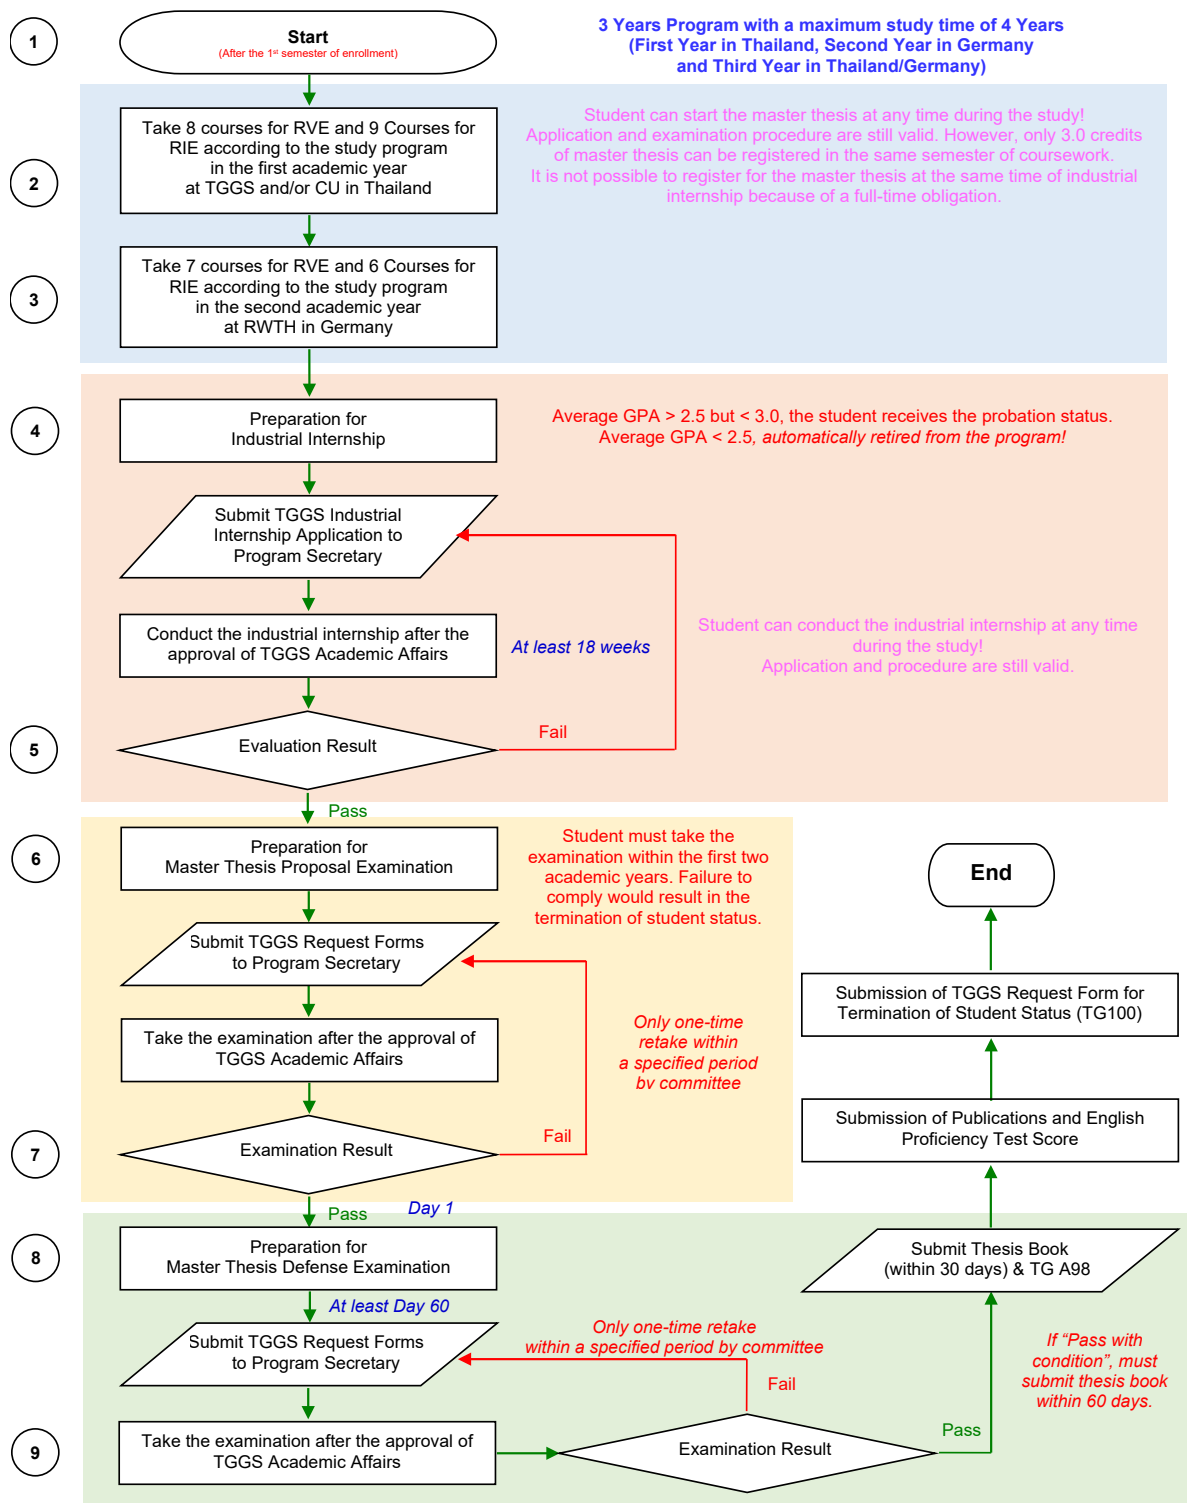 1
Start
(After the 1st semester of enrollment)
3 Years Program with a maximum study time of 4 Years
(First Year in Thailand, Second Year in Germany
and Third Year in Thailand/Germany)
2
Take 8 courses for RVE and 9 Courses for
RIE according to the study program
in the first academic year
at TGGS and/or CU in Thailand
Student can start the master thesis at any time during the study!
Application and examination procedure are still valid. However, only 3.0 credits
of master thesis can be registered in the same semester of coursework.
It is not possible to register for the master thesis at the same time of industrial
internship because of a full-time obligation.
3
Take 7 courses for RVE and 6 Courses for
RIE according to the study program
in the second academic year
at RWTH in Germany
4
Preparation for
Industrial Internship
Average GPA > 2.5 but < 3.0, the student receives the probation status.
Average GPA < 2.5, automatically retired from the program!
Submit TGGS Industrial
Internship Application to
Program Secretary
Conduct the industrial internship after the
approval of TGGS Academic Affairs
At least 18 weeks
Student can conduct the industrial internship at any time
during the study!
Application and procedure are still valid.
5
Evaluation Result
Fail
Pass
6
Preparation for
Master Thesis Proposal Examination
Student must take the
examination within the first two
academic years. Failure to
comply would result in the
termination of student status.
Submit TGGS Request Forms
to Program Secretary
Take the examination after the approval of
TGGS Academic Affairs
Only one-time
retake within
a specified period
by committee
7
Examination Result
Fail
Pass
Day 1
8
Preparation for
Master Thesis Defense Examination
At least Day 60
Submit TGGS Request Forms
to Program Secretary
Only one-time retake
within a specified period by committee
Fail
9
Take the examination after the approval of
TGGS Academic Affairs
Examination Result
Pass
If “Pass with
condition”, must
submit thesis book
within 60 days.
Submit Thesis Book
(within 30 days) & TG A98
Submission of Publications and English
Proficiency Test Score
Submission of TGGS Request Form for
Termination of Student Status (TG100)
End